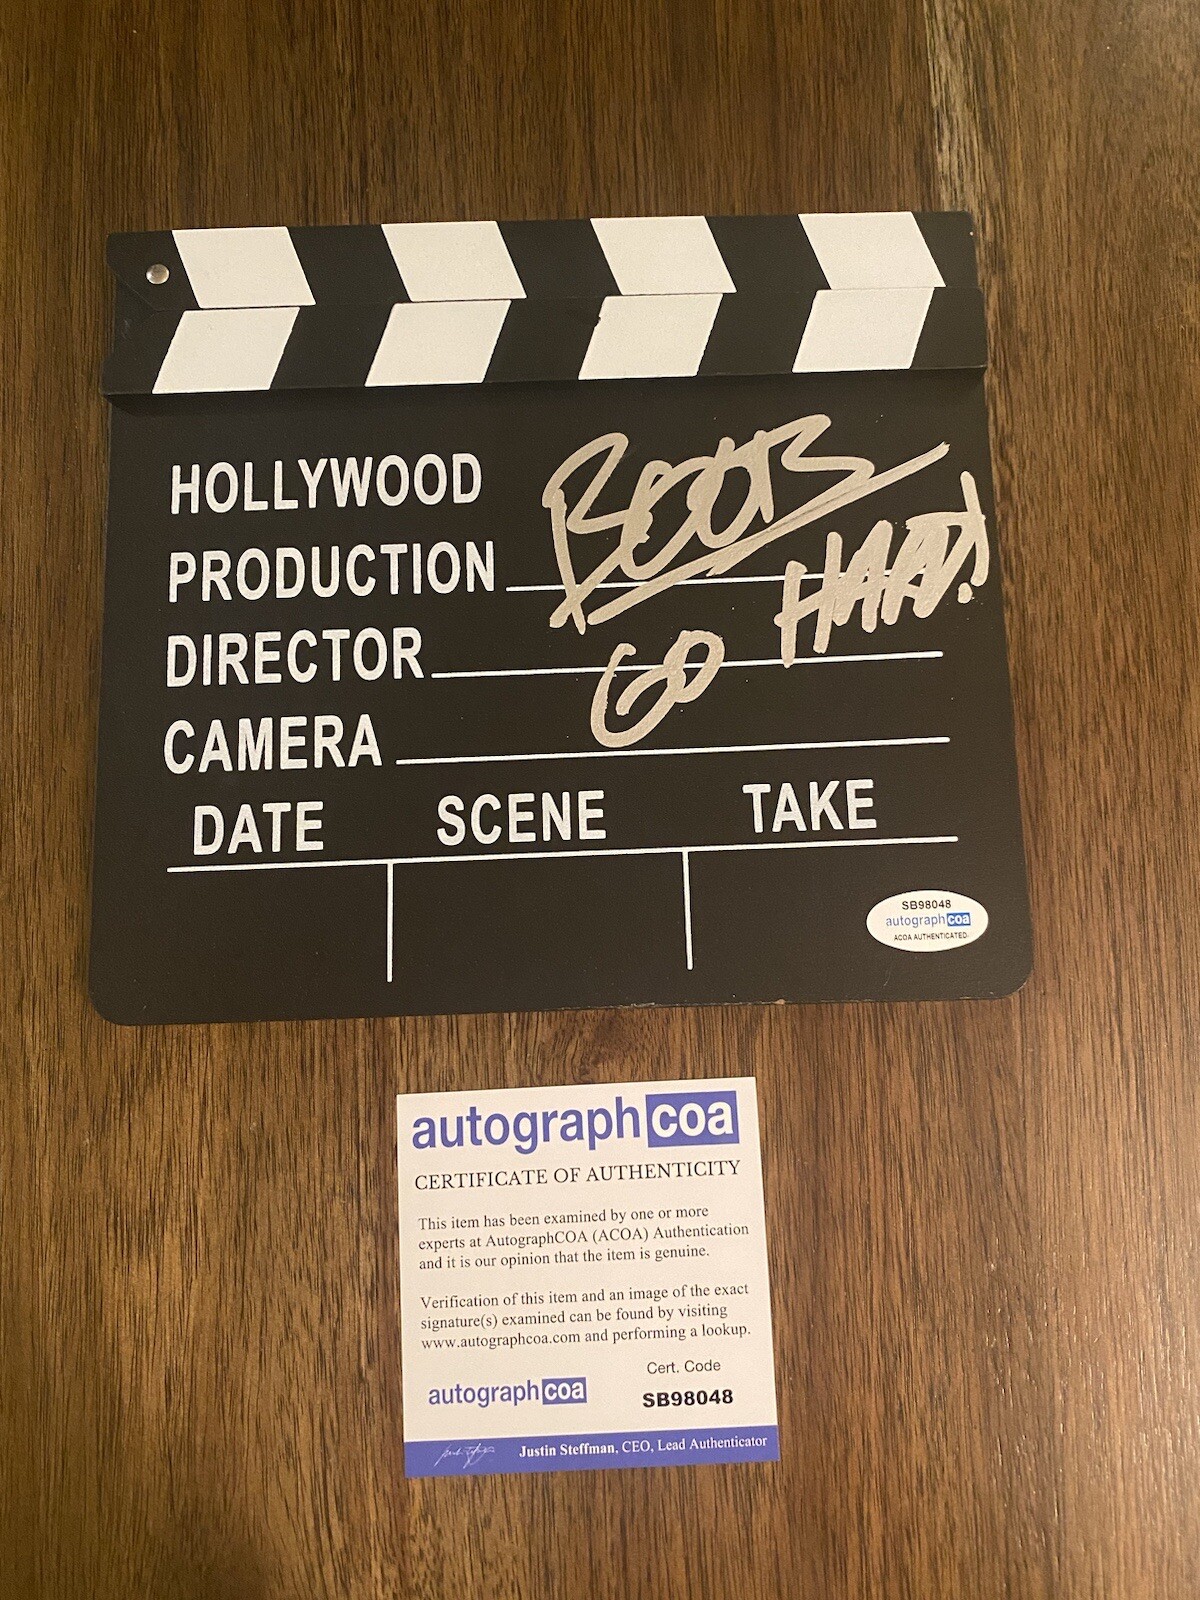 HOLLYWOOD
BOOTS
PRODUCTION
HARD!
DIRECTOR
GO
CAMERA
DATE SCENE TAKE
SB98048
autographcoa
ACOA AUTHENTICATED
autographcoa
CERTIFICATE OF AUTHENTICITY
This item has been examined by one or more
experts at AutographCOA (ACOA) Authentication
and it is our opinion that the item is genuine.
Verification of this item and an image of the exact
signature(s) examined can be found by visiting
www.autographcoa.com and performing a lookup.
Cert. Code
autographcoa
SB98048
Justin Steffman, CEO, Lead Authenticator